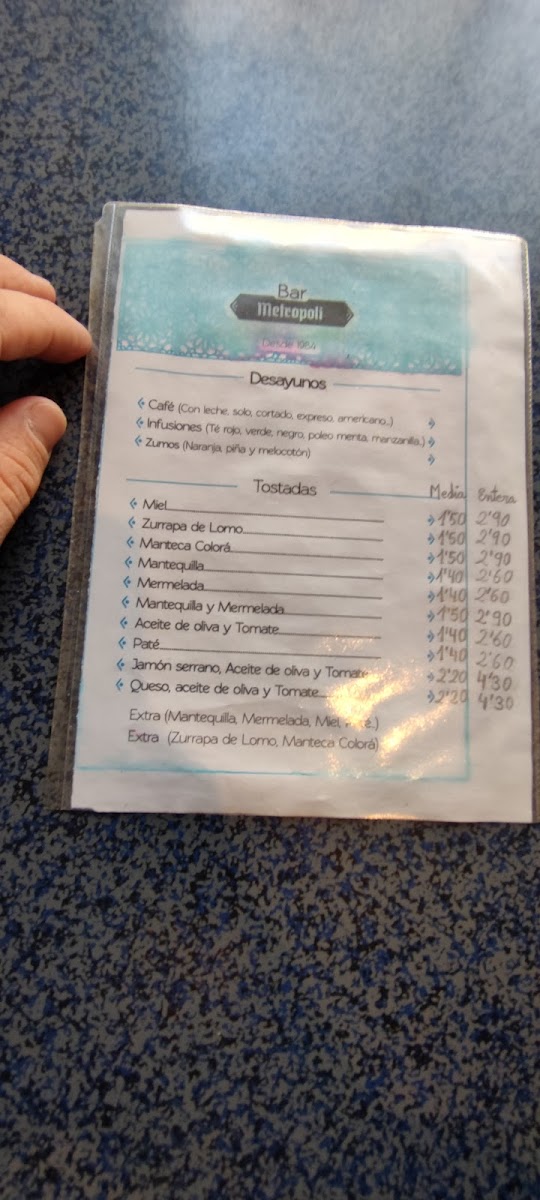 Bar
Metropoli
Desde 1984
Desayunos
Café (Con leche, solo, cortado, expreso, americano..)
Infusiones (Té rojo, verde, negro, poleo menta, manzanilla..)
Zumos (Naranja, piña y melocotón)
Tostadas Media Entera
Miel 1'50 2'90
Zurrapa de Lomo 1'50 2'90
Manteca Colorá 1'50 2'90
Mantequilla 1'40 2'60
Mermelada 1'40 2'60
Mantequilla y Mermelada 1'50 2'90
Aceite de oliva y Tomate 1'40 2'60
Paté 1'40 2'60
Jamón serrano, Aceite de oliva y Tomate 2'20 4'30
Queso, aceite de oliva y Tomate 2'20 4'30
Extra (Mantequilla, Mermelada, Miel,
Extra (Zurrapa de Lomo, Manteca Colorá)